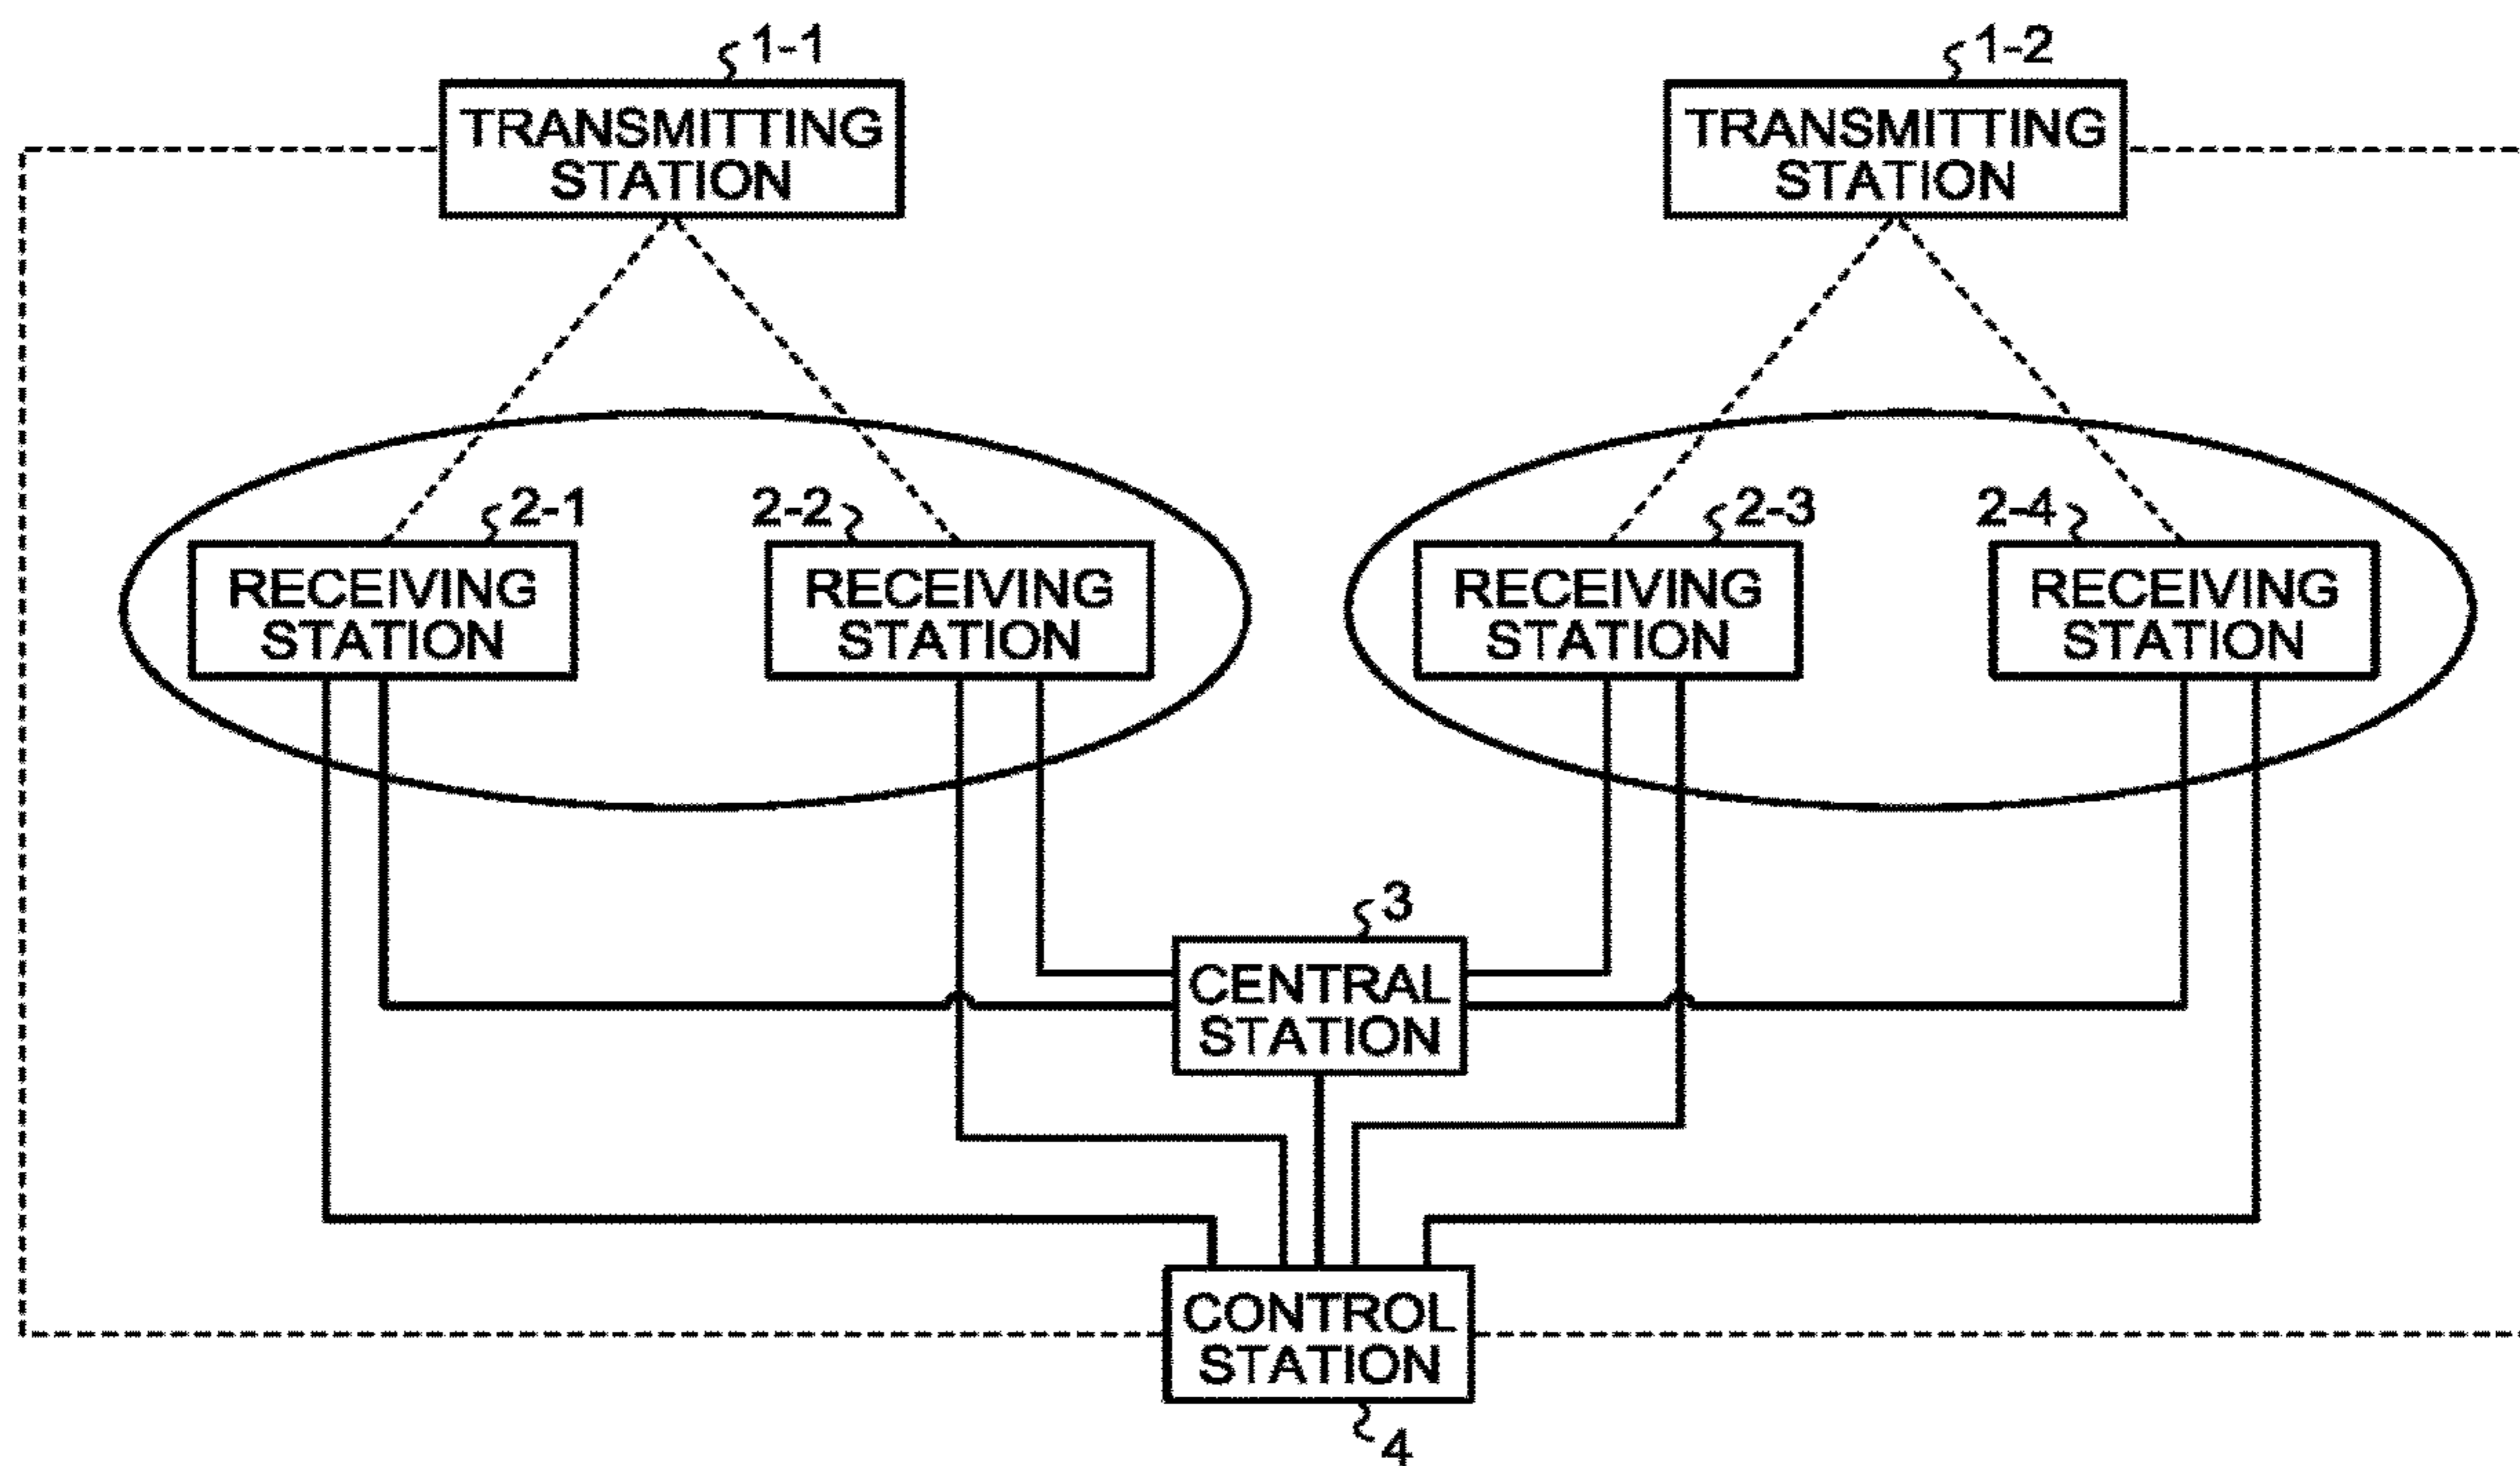 1-1
TRANSMITTING
STATION
1-2
TRANSMITTING
STATION
2-1
RECEIVING
STATION
2-2
RECEIVING
STATION
2-3
RECEIVING
STATION
2-4
RECEIVING
STATION
3
CENTRAL
STATION
CONTROL
STATION
4